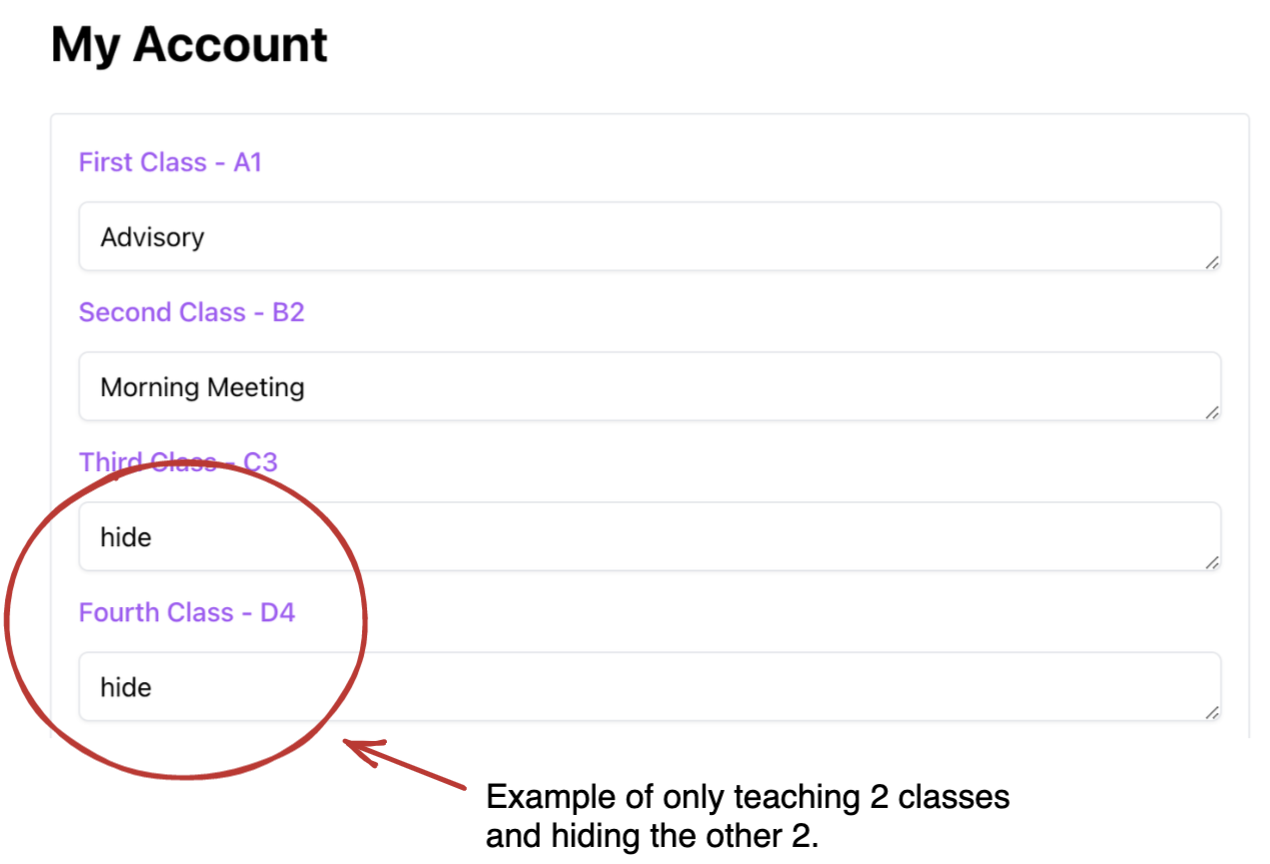 My Account
First Class - A1
Advisory
Second Class - B2
Morning Meeting
Third Class - C3
hide
Fourth Class - D4
hide
Example of only teaching 2 classes
and hiding the other 2.